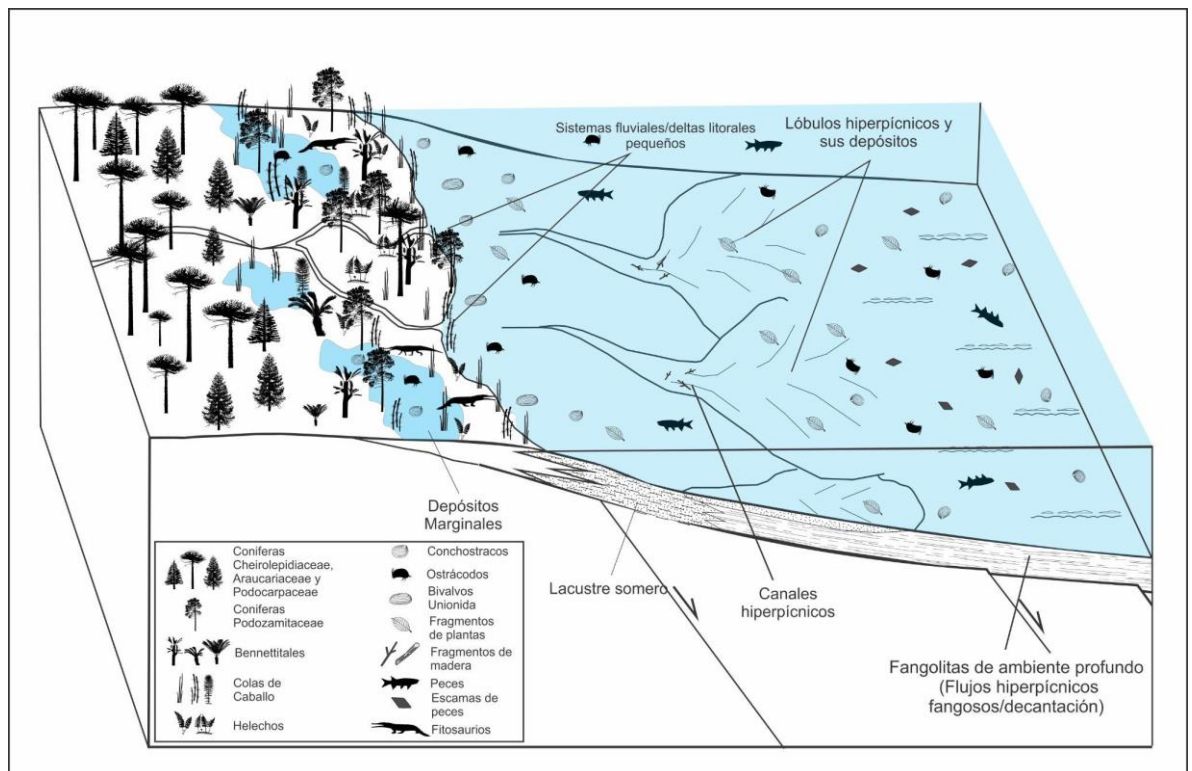 Sistemas fluviales/deltas litorales
pequeños
Lóbulos hiperpícnicos y
sus depósitos
Depósitos
Marginales
Lacustre somero
Canales
hiperpícnicos
Fangolitas de ambiente profundo
(Flujos hiperpícnicos
fangosos/decantación)
Coniferas
Cheirolepidiaceae,
Araucariaceae y
Podocarpaceae
Coniferas
Podozamitaceae
Bennettitales
Colas de
Caballo
Helechos
Conchostracos
Ostrácodos
Bivalvos
Unionida
Fragmentos
de plantas
Fragmentos de
madera
Peces
Escamas de
peces
Fitosaurios